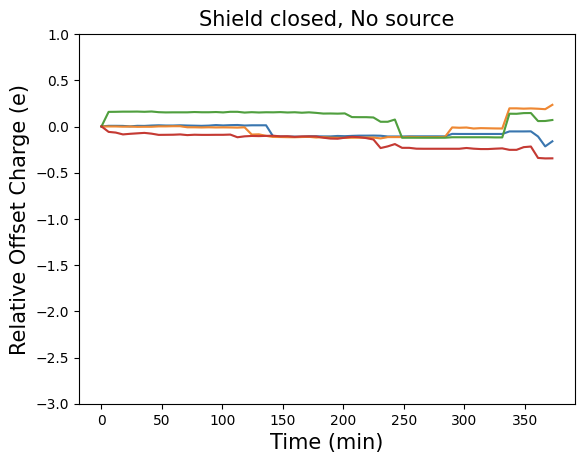 Shield closed, No source
Relative Offset Charge (e)
1.0
0.5
0.0
−0.5
−1.0
−1.5
−2.0
−2.5
−3.0
0 50 100 150 200 250 300 350
Time (min)